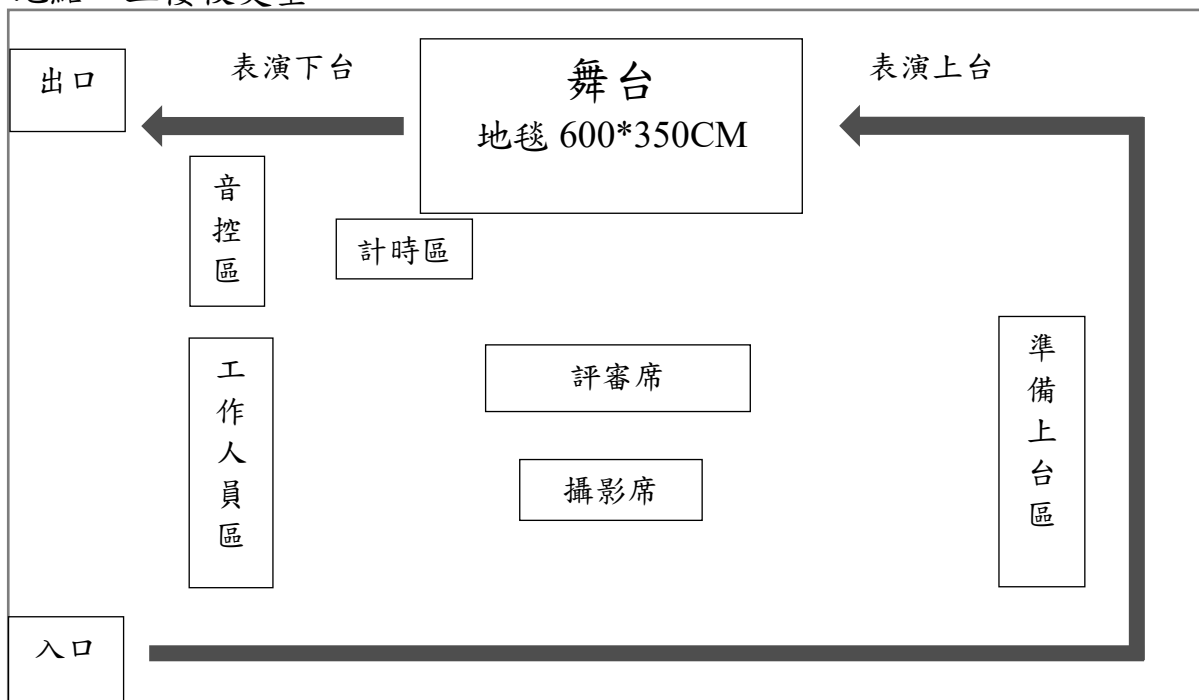 出口
表演下台
舞台
地毯 600*350CM
表演上台
音控區
計時區
工作人員區
評審席
準備上台區
攝影席
入口